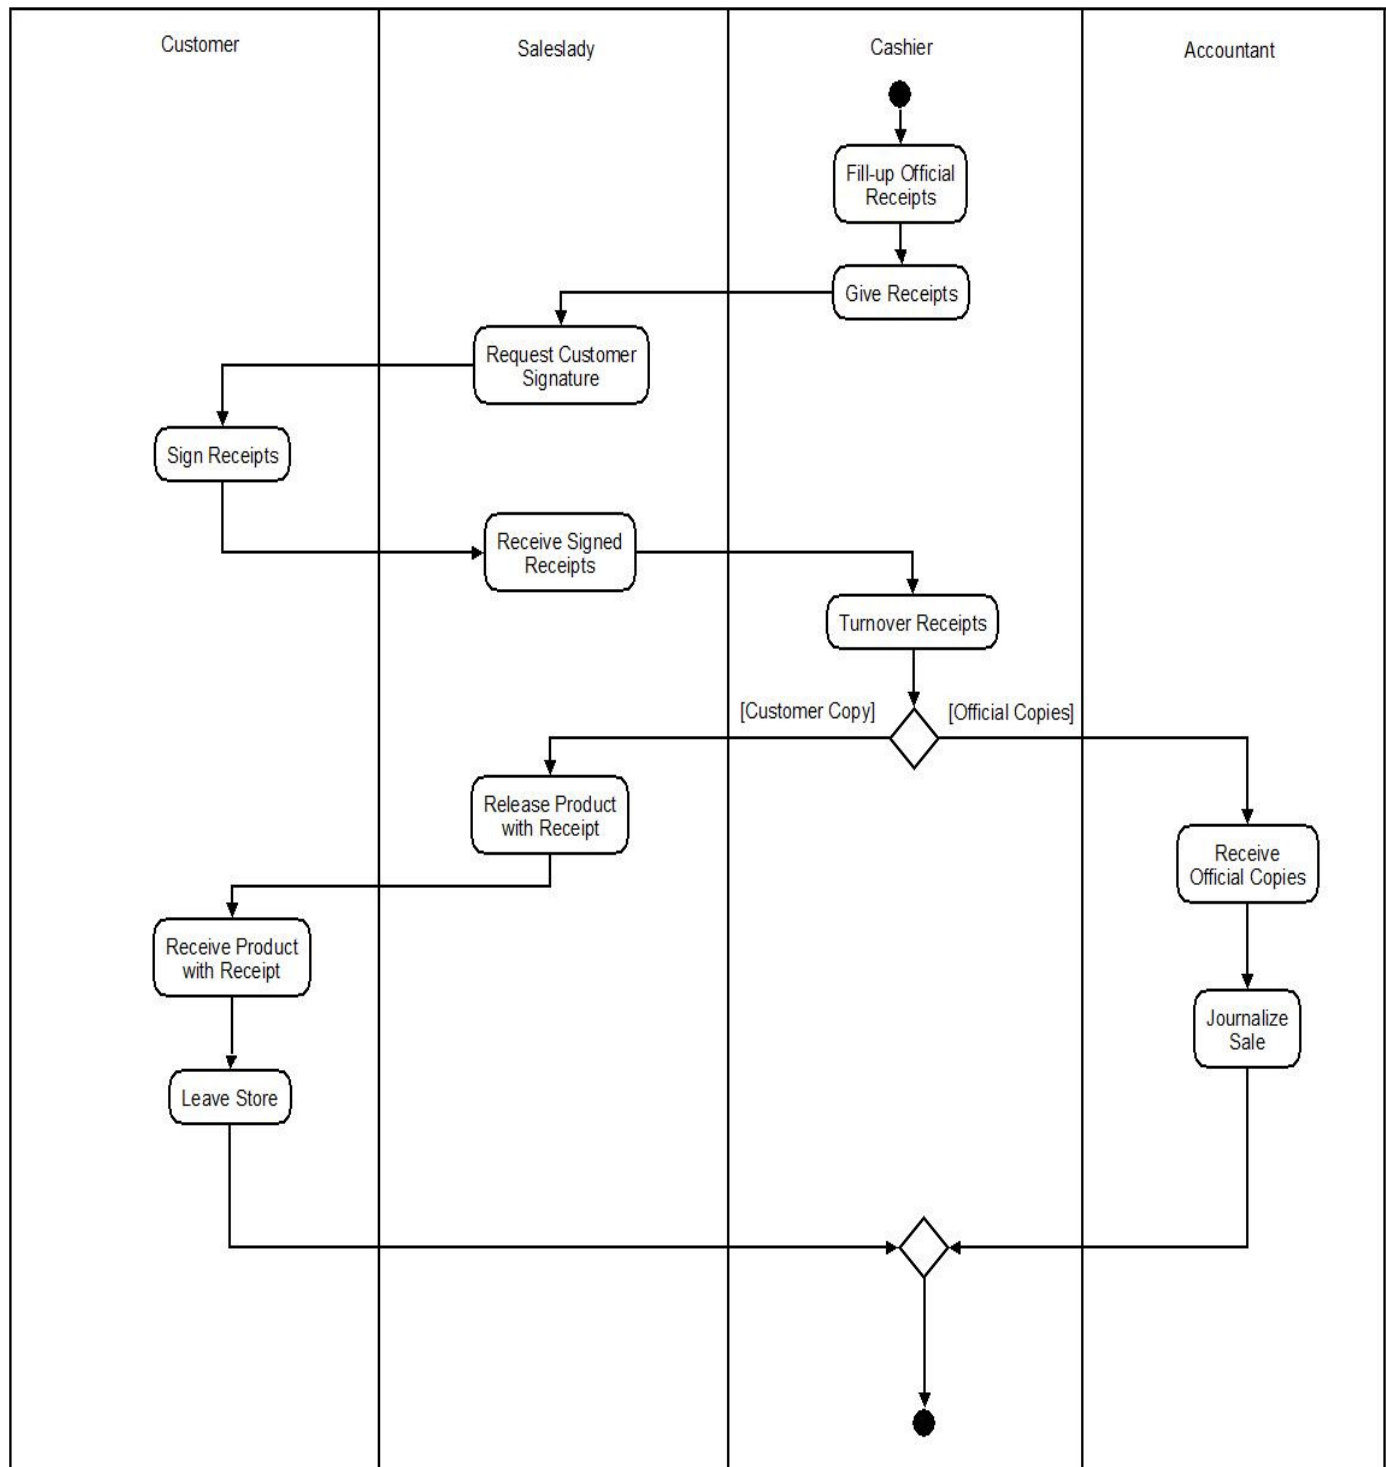 Customer
Saleslady
Cashier
Accountant
Fill-up Official
Receipts
Give Receipts
Request Customer
Signature
Sign Receipts
Receive Signed
Receipts
Turnover Receipts
[Customer Copy]
[Official Copies]
Release Product
with Receipt
Receive
Official Copies
Receive Product
with Receipt
Journalize
Sale
Leave Store